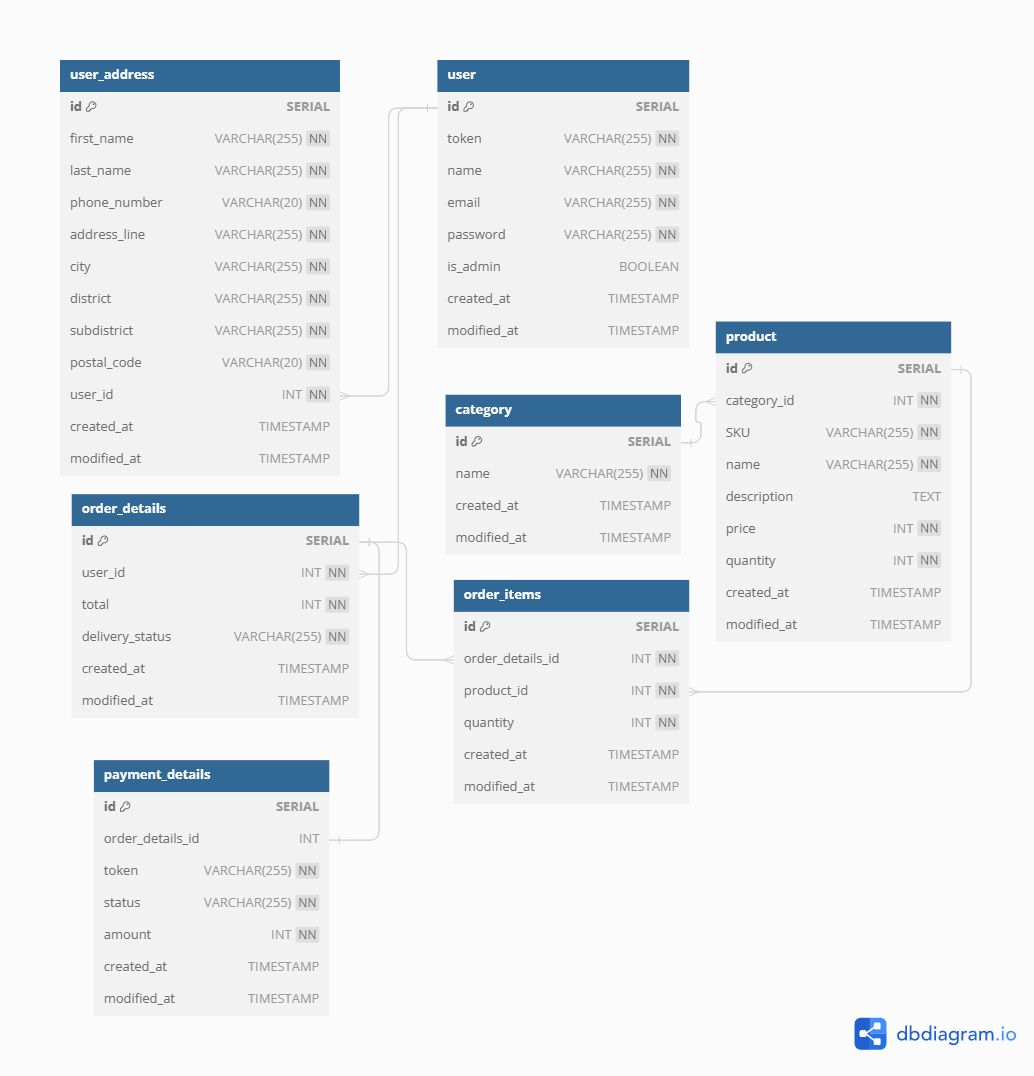 user_address
id SERIAL
first_name VARCHAR(255) NN
last_name VARCHAR(255) NN
phone_number VARCHAR(20) NN
address_line VARCHAR(255) NN
city VARCHAR(255) NN
district VARCHAR(255) NN
subdistrict VARCHAR(255) NN
postal_code VARCHAR(20) NN
user_id INT NN
created_at TIMESTAMP
modified_at TIMESTAMP
user
id SERIAL
token VARCHAR(255) NN
name VARCHAR(255) NN
email VARCHAR(255) NN
password VARCHAR(255) NN
is_admin BOOLEAN
created_at TIMESTAMP
modified_at TIMESTAMP
product
id SERIAL
category_id INT NN
SKU VARCHAR(255) NN
name VARCHAR(255) NN
description TEXT
price INT NN
quantity INT NN
created_at TIMESTAMP
modified_at TIMESTAMP
category
id SERIAL
name VARCHAR(255) NN
created_at TIMESTAMP
modified_at TIMESTAMP
order_details
id SERIAL
user_id INT NN
total INT NN
delivery_status VARCHAR(255) NN
created_at TIMESTAMP
modified_at TIMESTAMP
order_items
id SERIAL
order_details_id INT NN
product_id INT NN
quantity INT NN
created_at TIMESTAMP
modified_at TIMESTAMP
payment_details
id SERIAL
order_details_id INT
token VARCHAR(255) NN
status VARCHAR(255) NN
amount INT NN
created_at TIMESTAMP
modified_at TIMESTAMP
dbdiagram.io